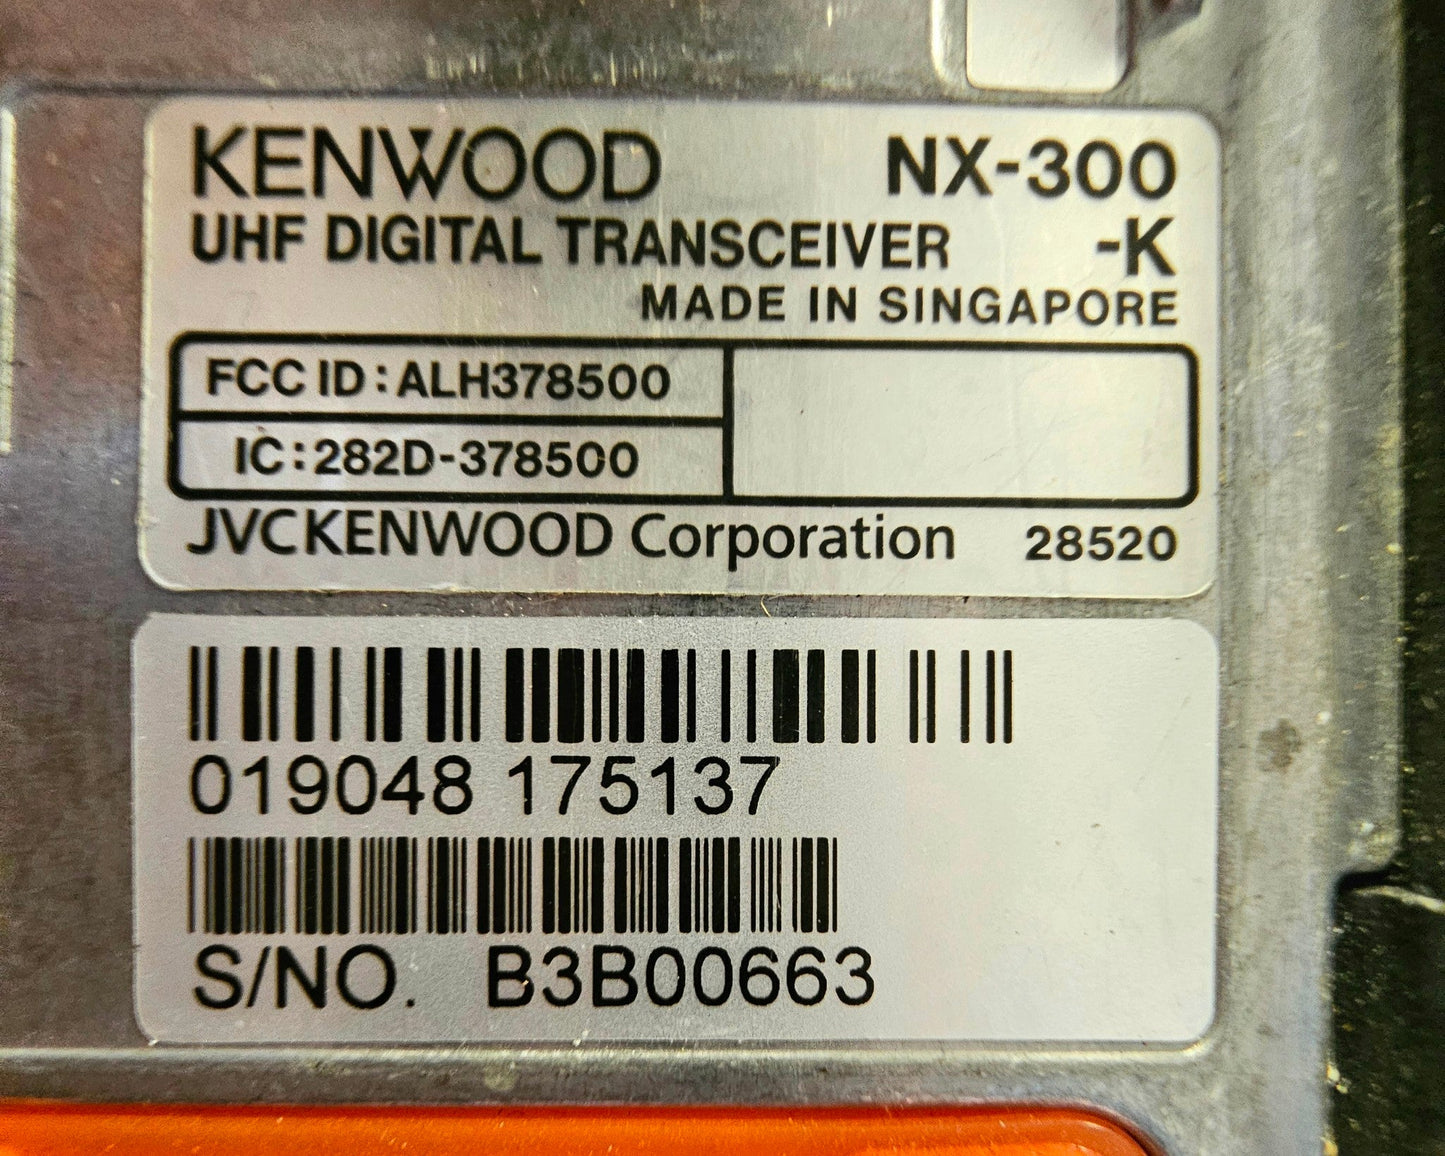 KENWOOD NX-300
UHF DIGITAL TRANSCEIVER -K
MADE IN SINGAPORE
FCC ID: ALH378500
IC: 282D-378500
JVCKENWOOD Corporation 28520
019048 175137
S/NO. B3B00663